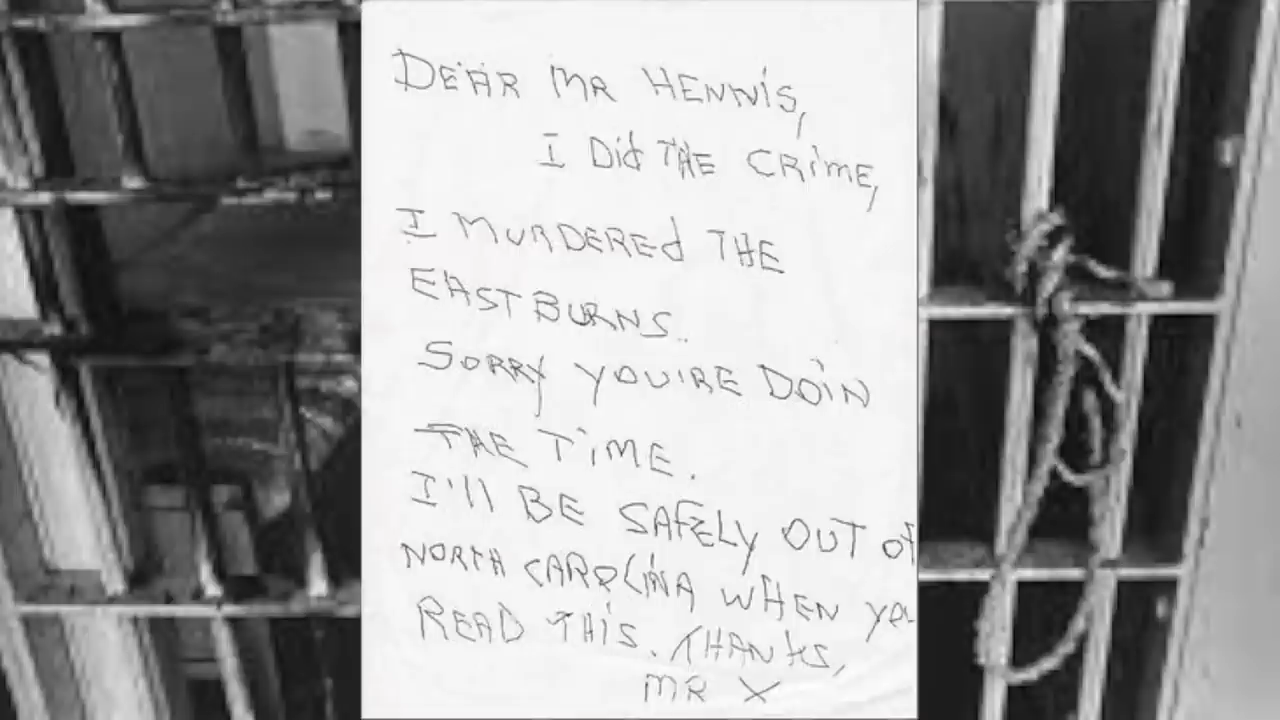 DEAR MR HENNIS,
I Did THE CRIME,
I MURDEREd THE
EASTBURNS.
SORRY YOU'RE DOIN
THE TIME.
I'll BE SAFELY OUT Of
NORTH CAROLINA WHEN YOU
READ THIS. THANKS,
MR X